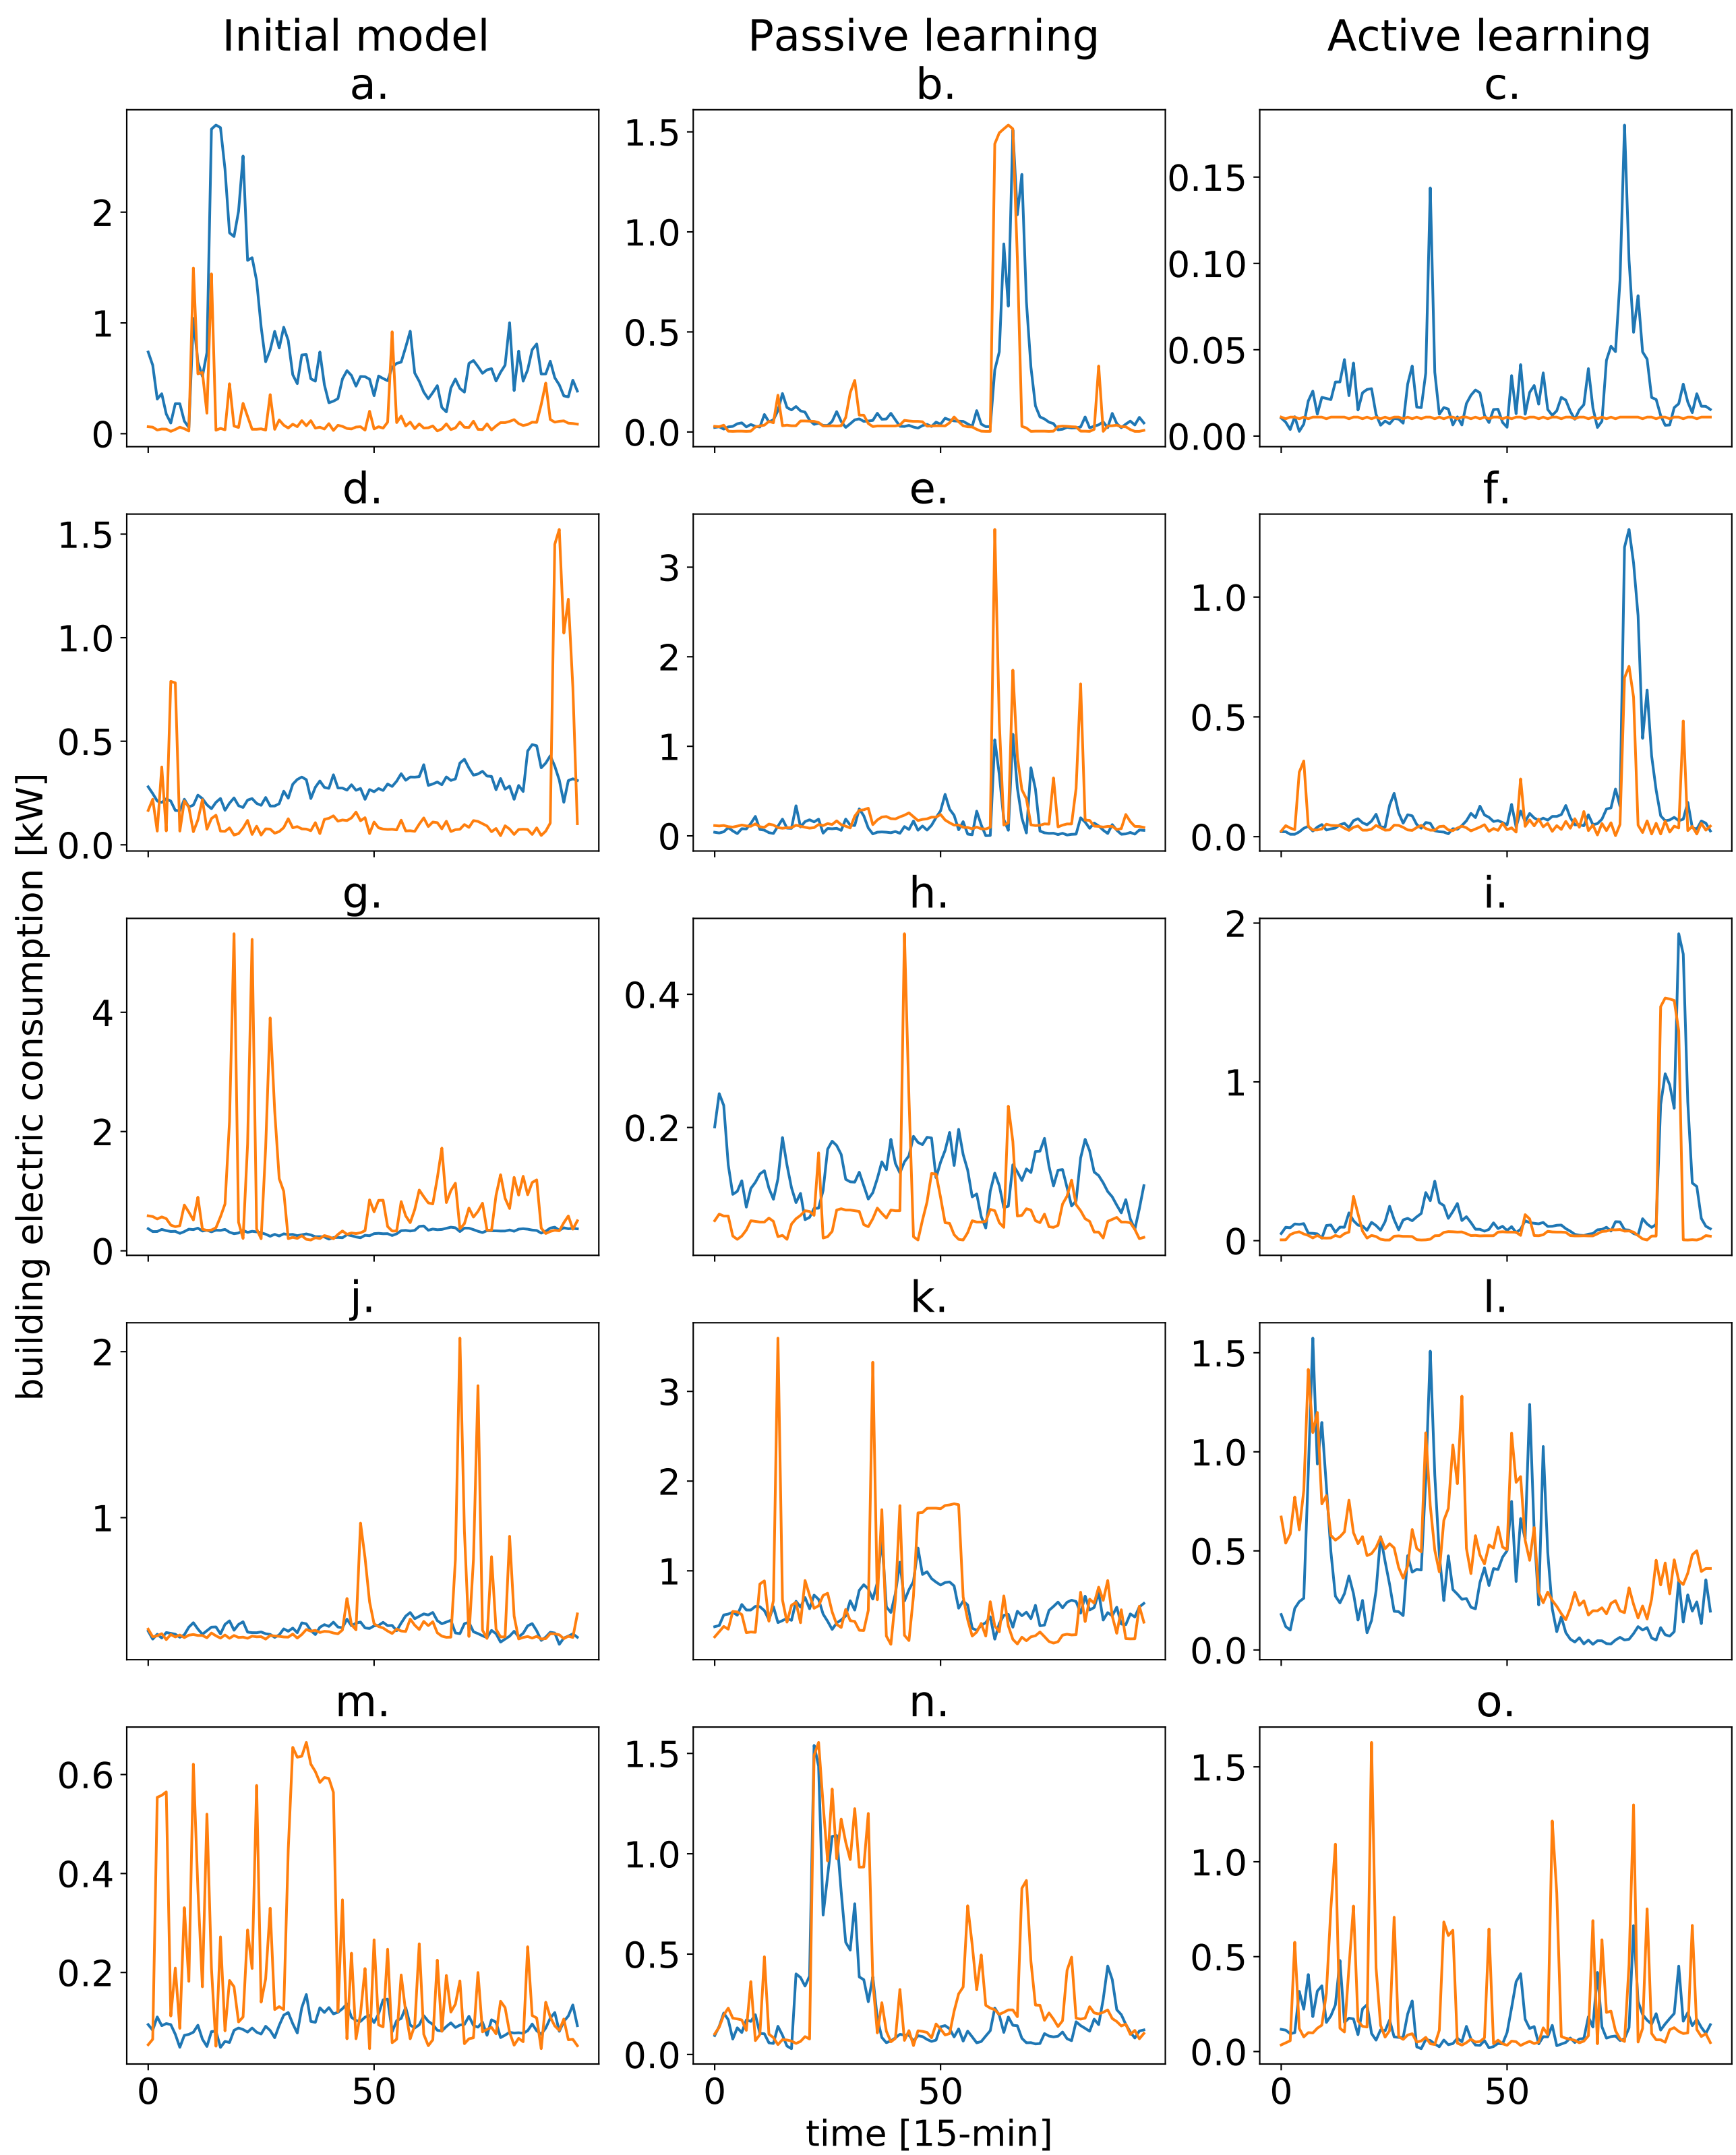 Initial model
Passive learning
Active learning
a.
b.
c.
2
1
0
1.5
1.0
0.5
0.0
0.15
0.10
0.05
0.00
d.
e.
f.
1.5
1.0
0.5
0.0
3
2
1
0
1.0
0.5
0.0
g.
h.
i.
4
2
0
0.4
0.2
2
1
0
j.
k.
l.
2
1
3
2
1
1.5
1.0
0.5
0.0
m.
n.
o.
0.6
0.4
0.2
1.5
1.0
0.5
0.0
1.5
1.0
0.5
0.0
0 50
0 50
0 50
building electric consumption [kW]
time [15-min]